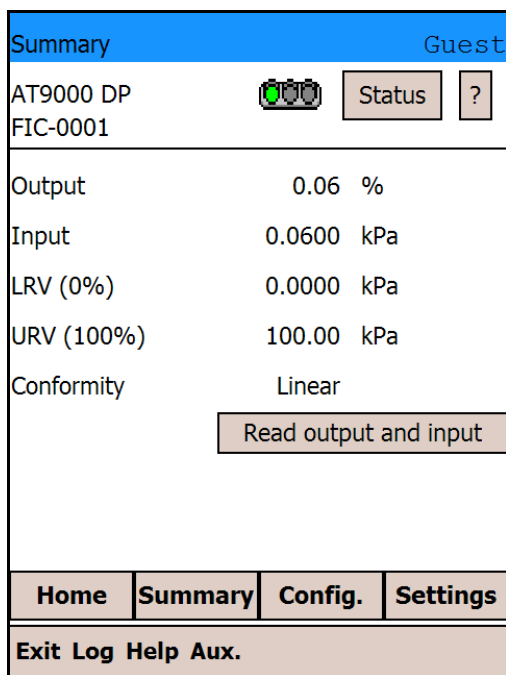 Summary Guest
AT9000 DP Status ?
FIC-0001
Output 0.06 %
Input 0.0600 kPa
LRV (0%) 0.0000 kPa
URV (100%) 100.00 kPa
Conformity Linear
Read output and input
Home Summary Config. Settings
Exit Log Help Aux.